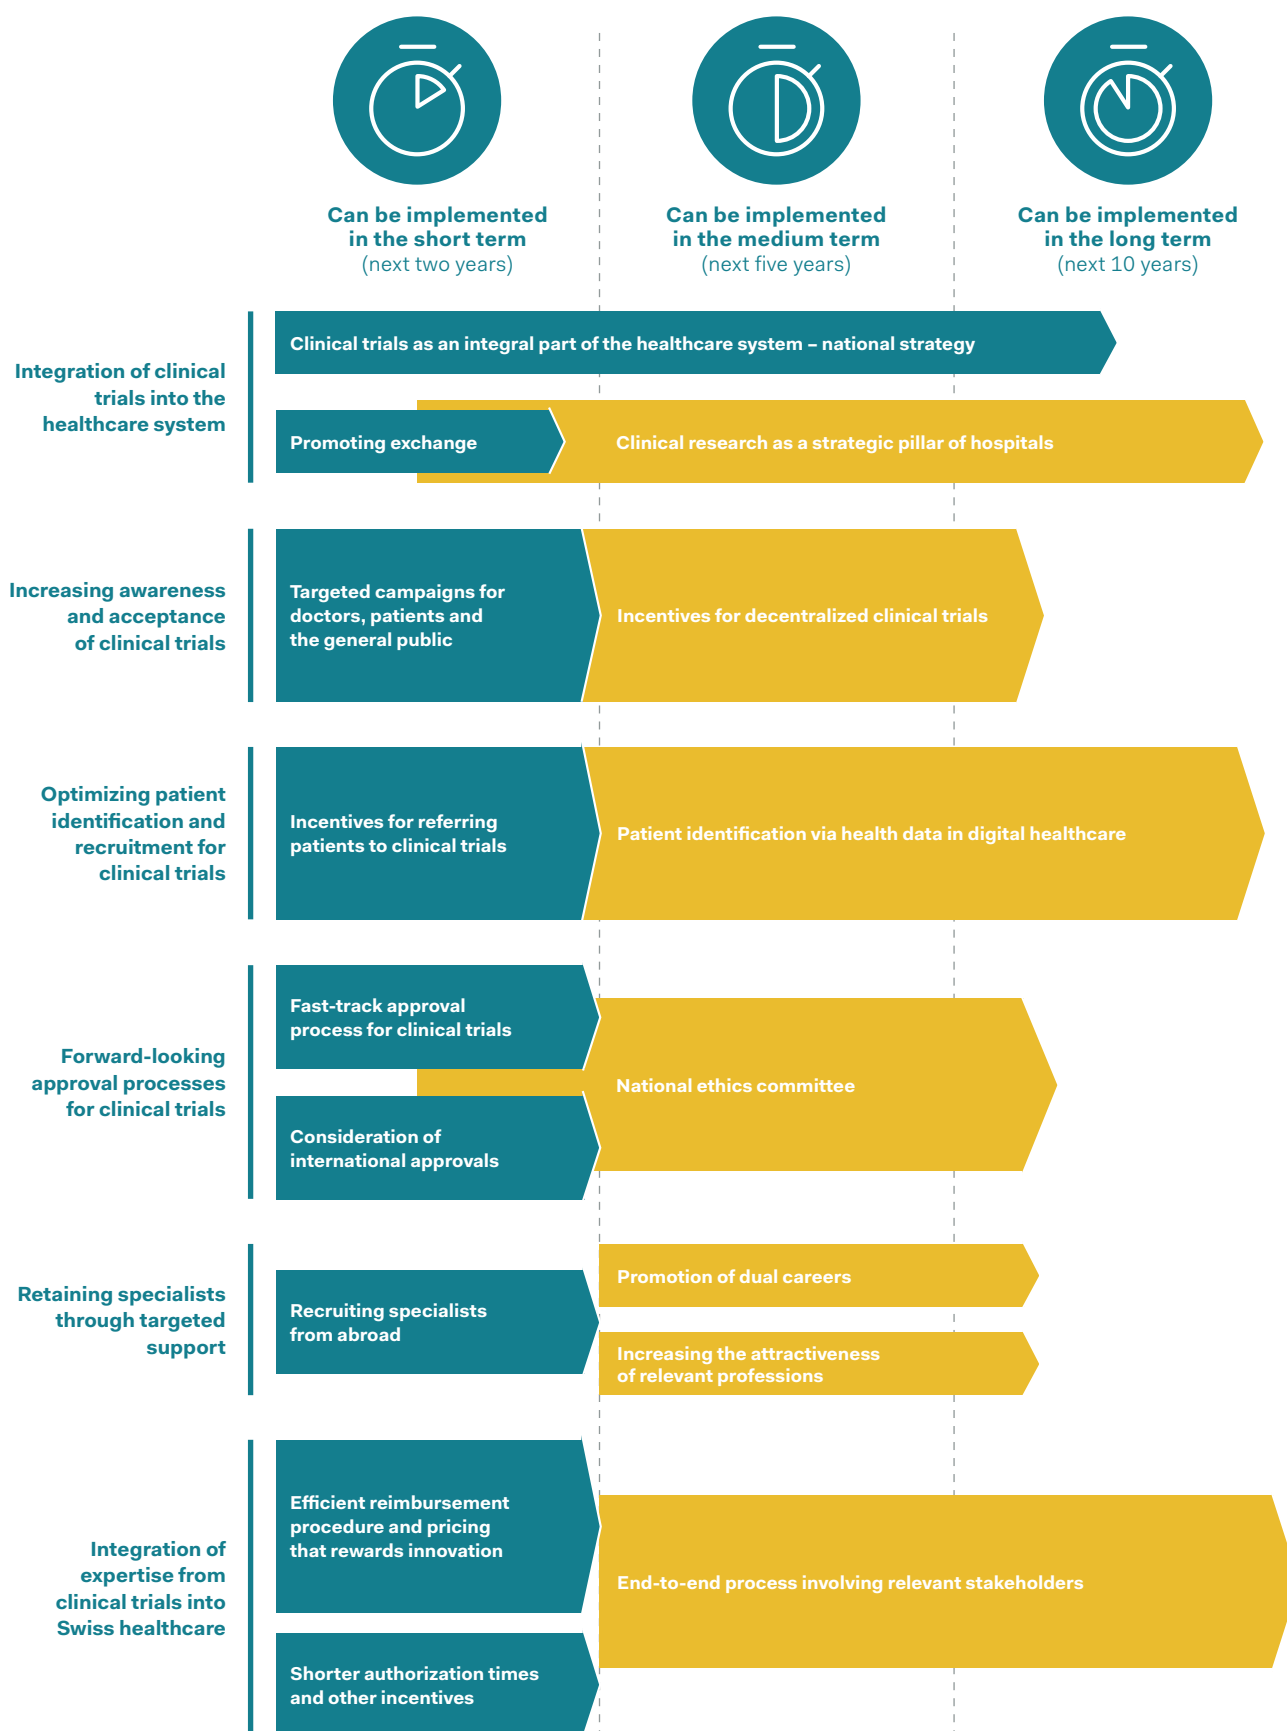 Can be implemented
in the short term
(next two years)
Can be implemented
in the medium term
(next five years)
Can be implemented
in the long term
(next 10 years)
Integration of clinical
trials into the
healthcare system
Clinical trials as an integral part of the healthcare system – national strategy
Promoting exchange
Clinical research as a strategic pillar of hospitals
Increasing awareness
and acceptance
of clinical trials
Targeted campaigns for
doctors, patients and
the general public
Incentives for decentralized clinical trials
Optimizing patient
identification and
recruitment for
clinical trials
Incentives for referring
patients to clinical trials
Patient identification via health data in digital healthcare
Forward-looking
approval processes
for clinical trials
Fast-track approval
process for clinical trials
Consideration of
international approvals
National ethics committee
Retaining specialists
through targeted
support
Recruiting specialists
from abroad
Promotion of dual careers
Increasing the attractiveness
of relevant professions
Integration of
expertise from
clinical trials into
Swiss healthcare
Efficient reimbursement
procedure and pricing
that rewards innovation
Shorter authorization times
and other incentives
End-to-end process involving relevant stakeholders